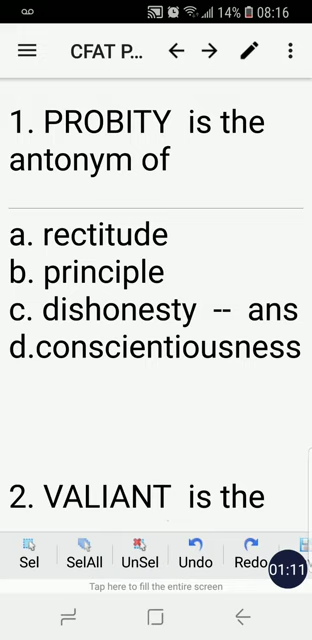 14% 08:16
CFAT P...
1. PROBITY is the
antonym of
a. rectitude
b. principle
c. dishonesty -- ans
d.conscientiousness
2. VALIANT is the
Sel SelAll UnSel Undo Redo 01:11
Tap here to fill the entire screen